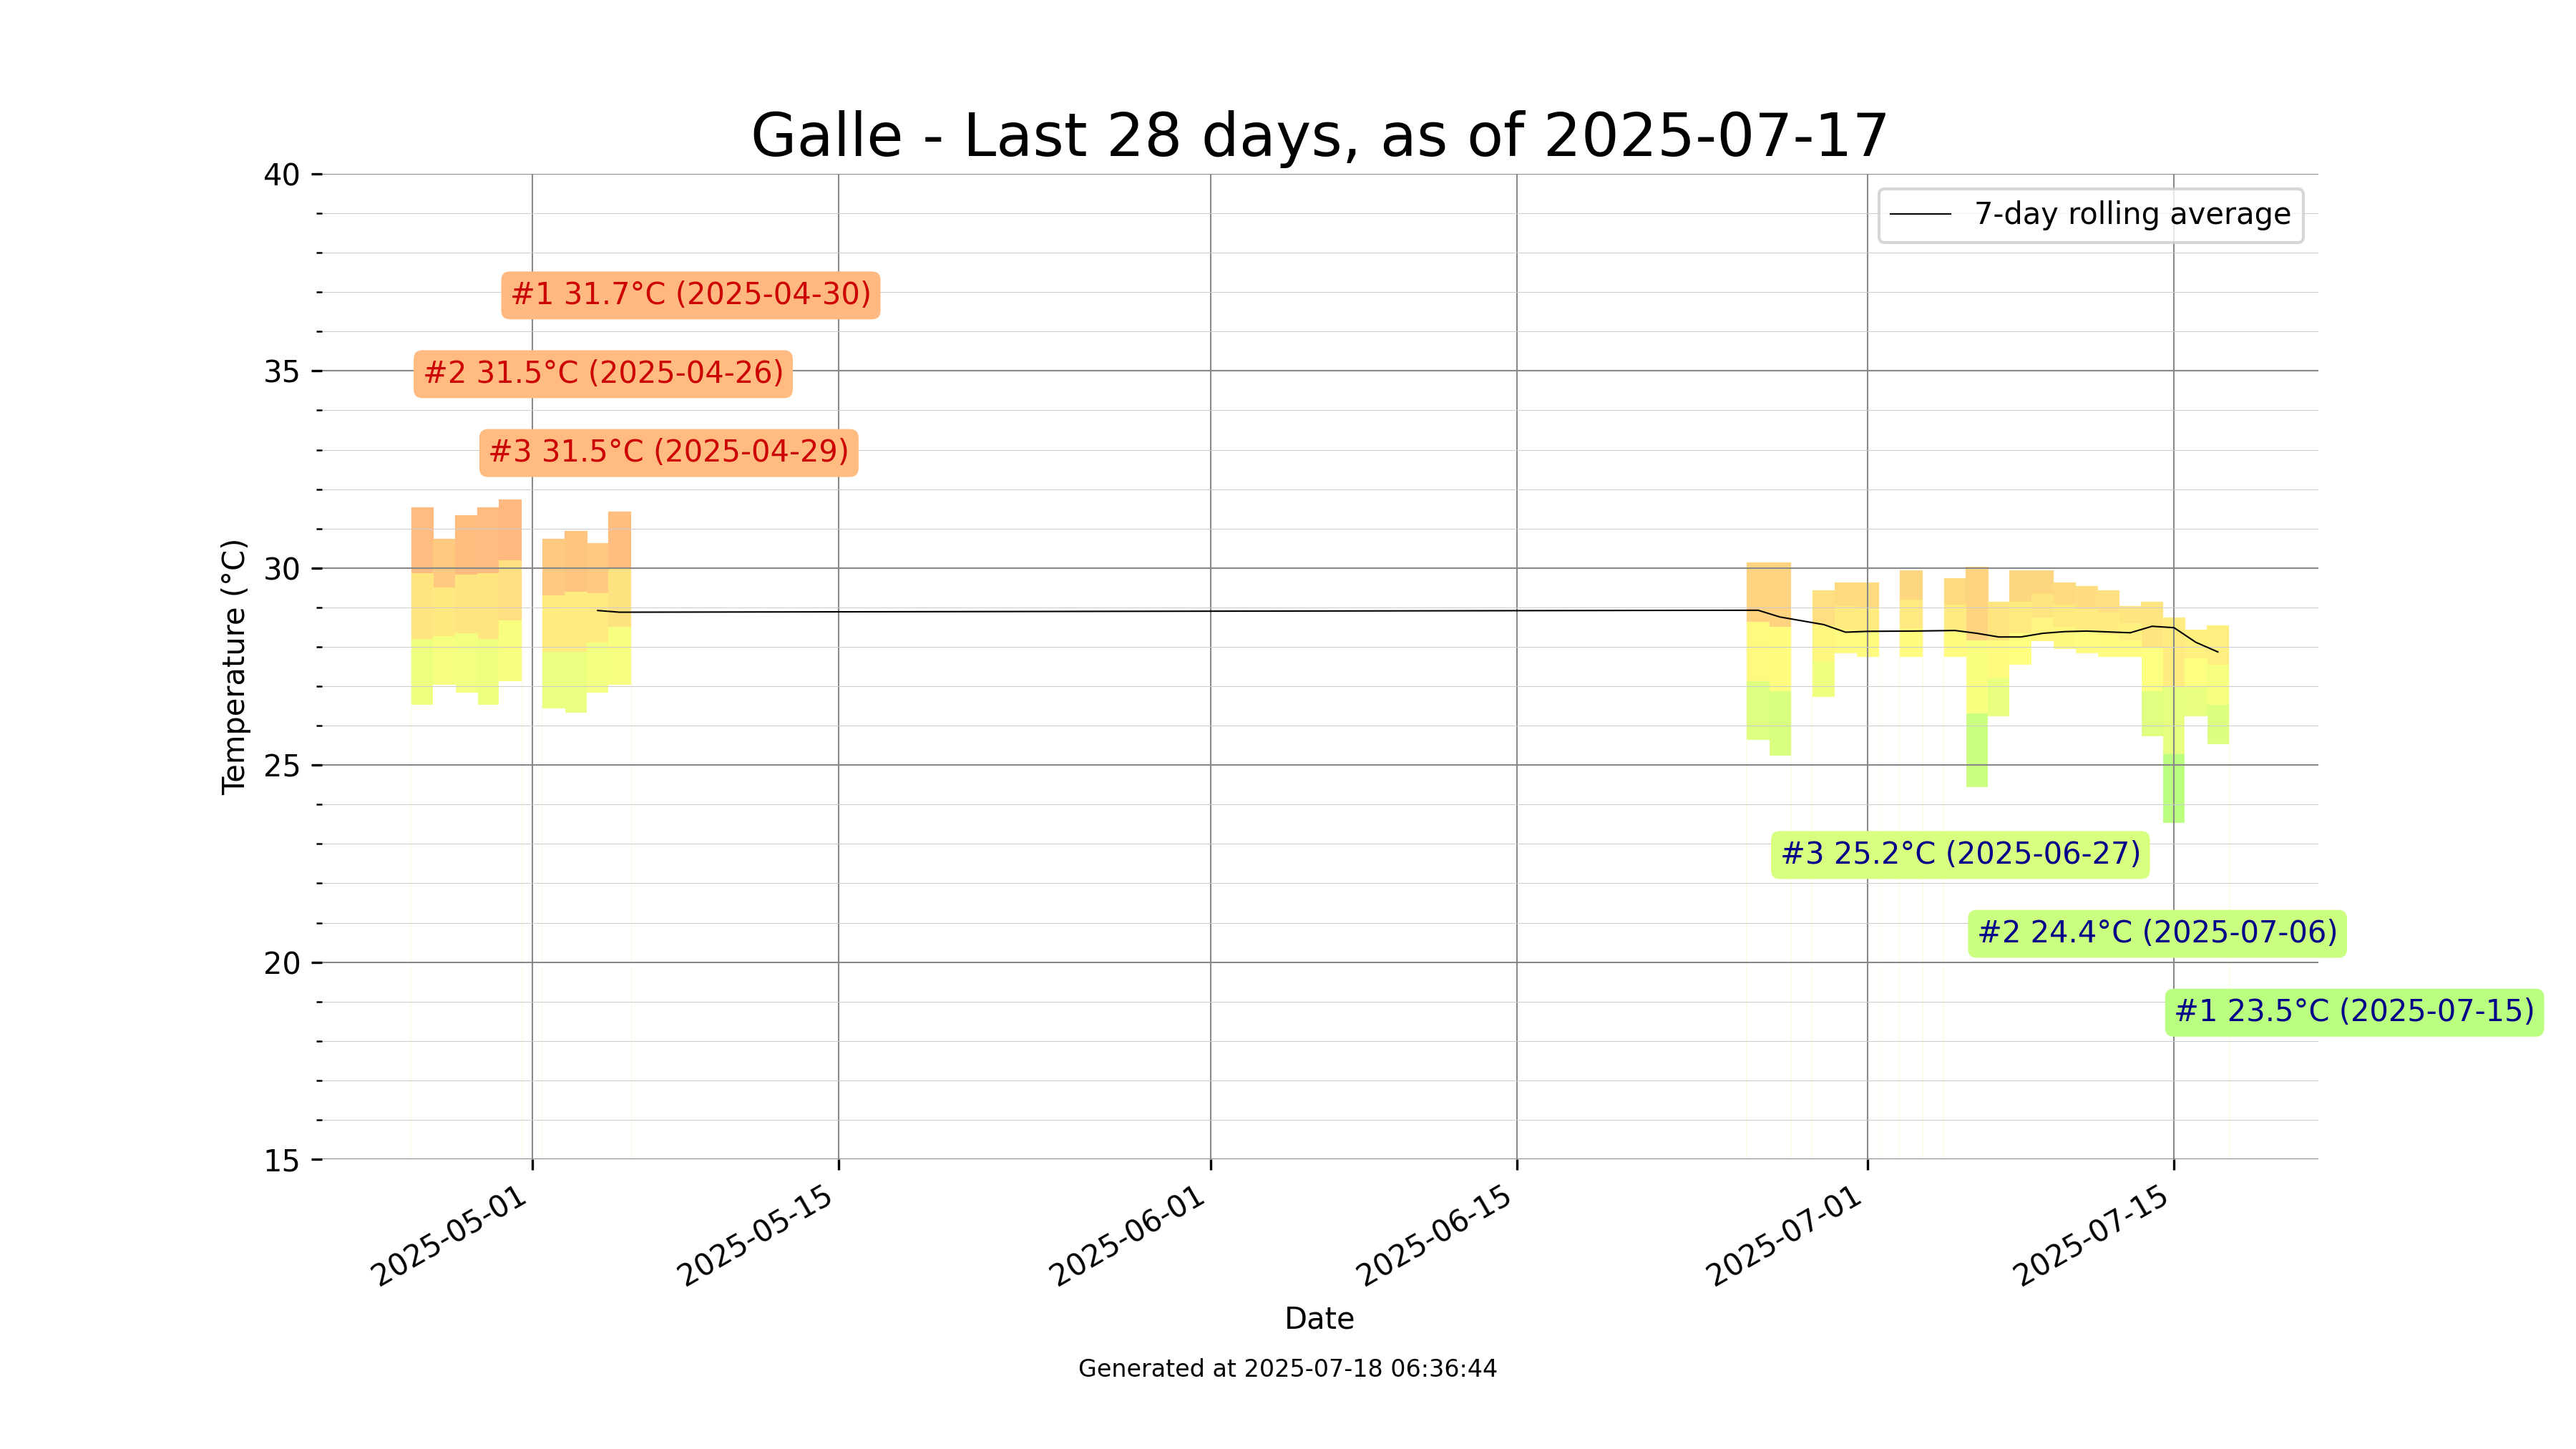 Galle - Last 28 days, as of 2025-07-17
7-day rolling average
#1 31.7°C (2025-04-30)
#2 31.5°C (2025-04-26)
#3 31.5°C (2025-04-29)
#3 25.2°C (2025-06-27)
#2 24.4°C (2025-07-06)
#1 23.5°C (2025-07-15)
Temperature (°C)
40
35
30
25
20
15
2025-05-01
2025-05-15
2025-06-01
2025-06-15
2025-07-01
2025-07-15
Date
Generated at 2025-07-18 06:36:44